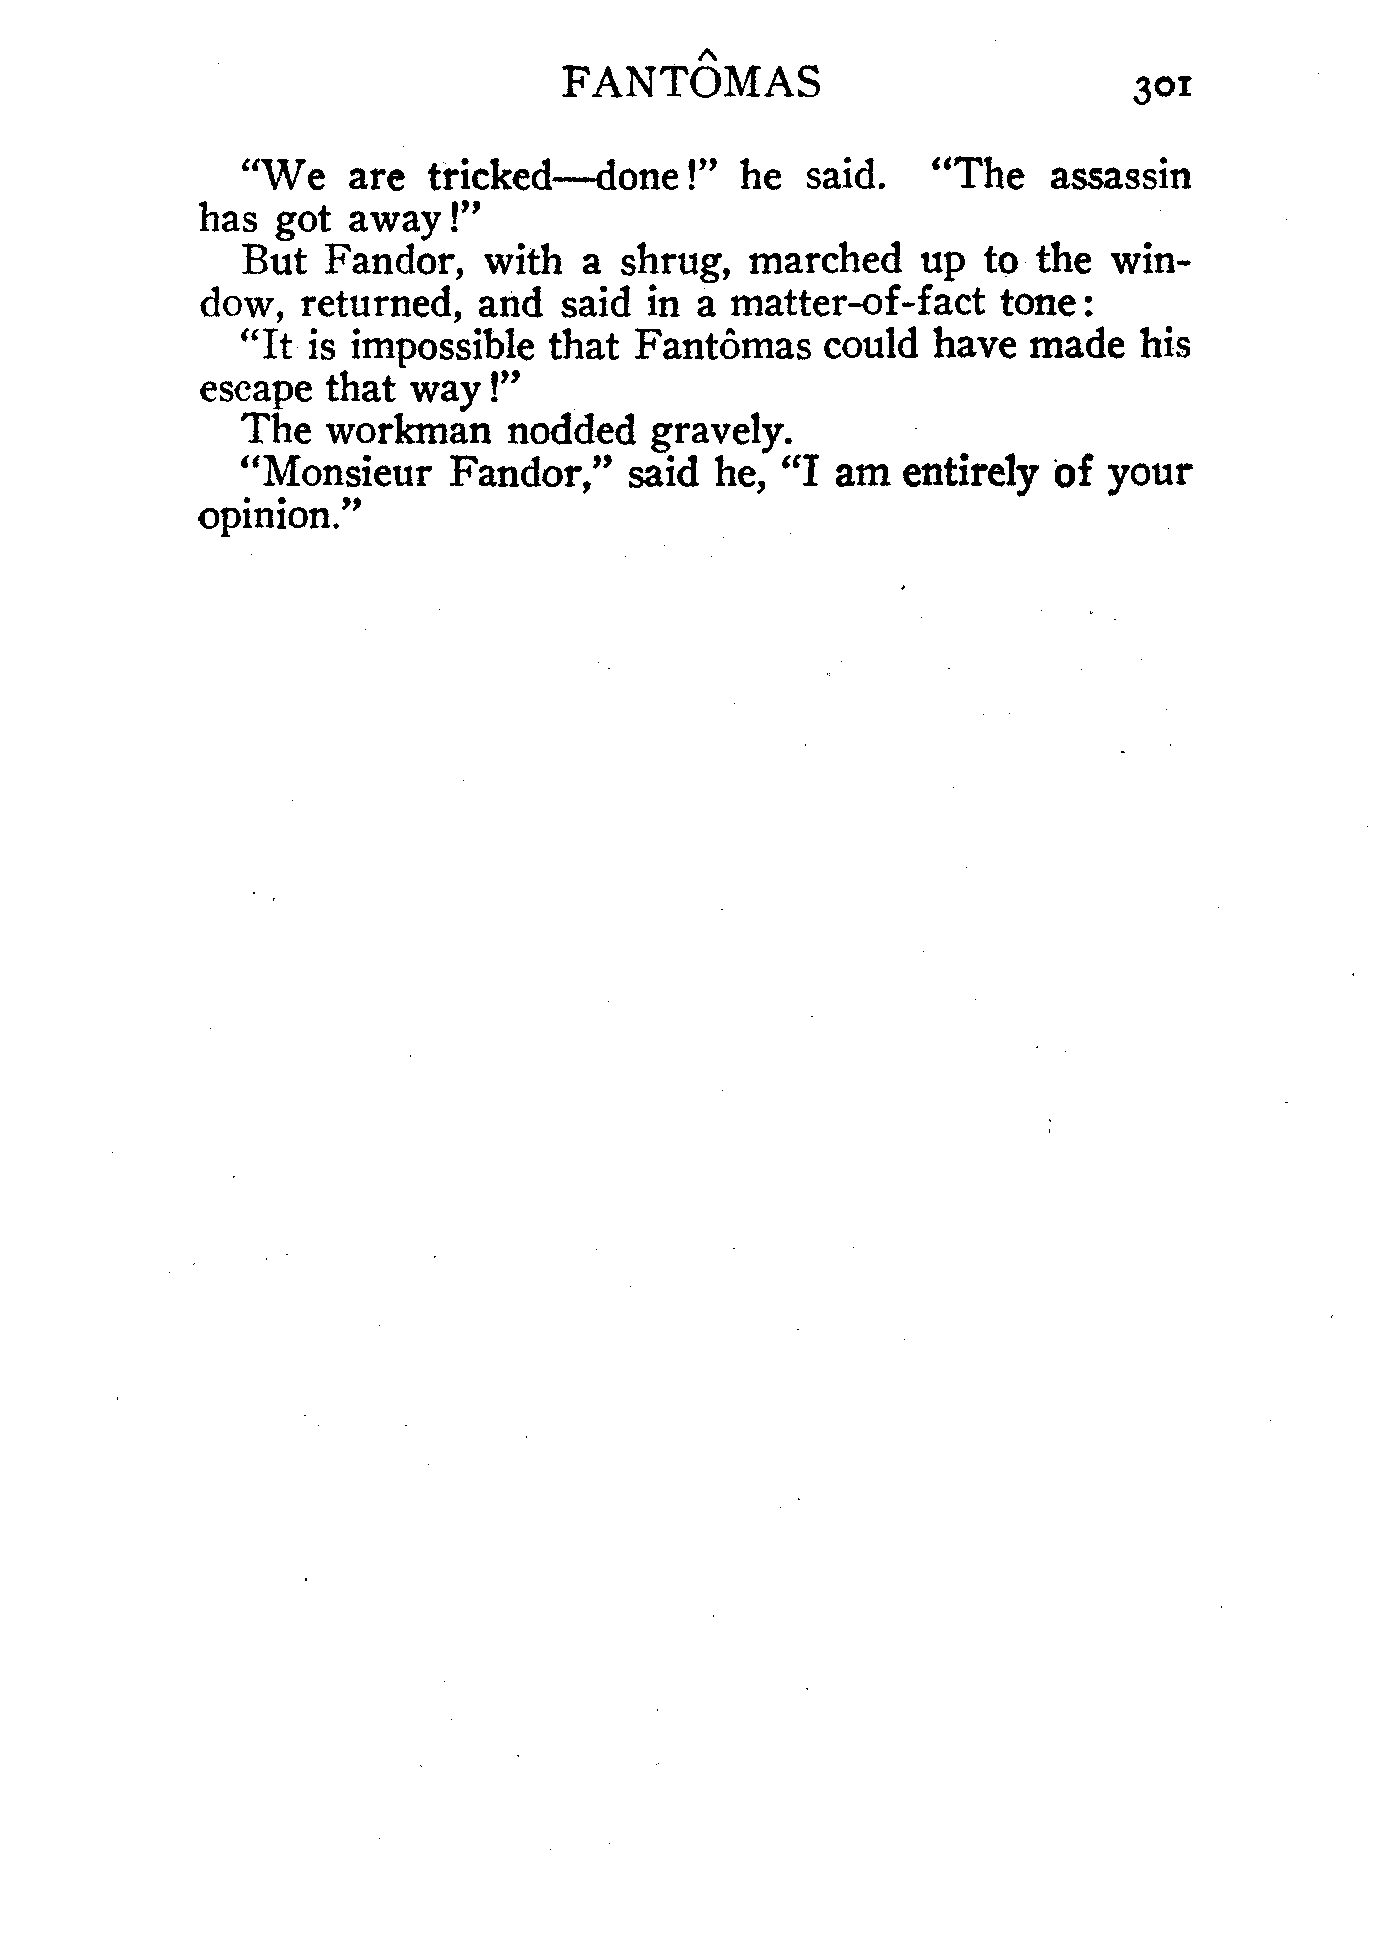 FANTÔMAS 301
“We are tricked—done!” he said. “The assassin
has got away!”
But Fandor, with a shrug, marched up to the win-
dow, returned, and said in a matter-of-fact tone:
“It is impossible that Fantômas could have made his
escape that way!”
The workman nodded gravely.
“Monsieur Fandor,” said he, “I am entirely of your
opinion.”